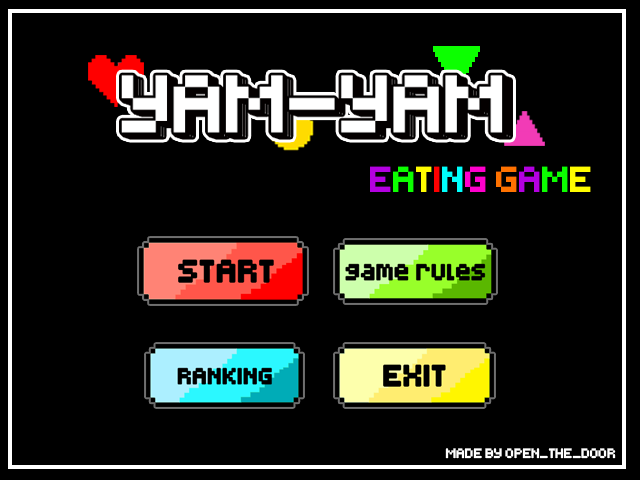 YAM-YAM
EATING GAME
START
game rules
RANKING
EXIT
MADE BY OPEN_THE_DOOR